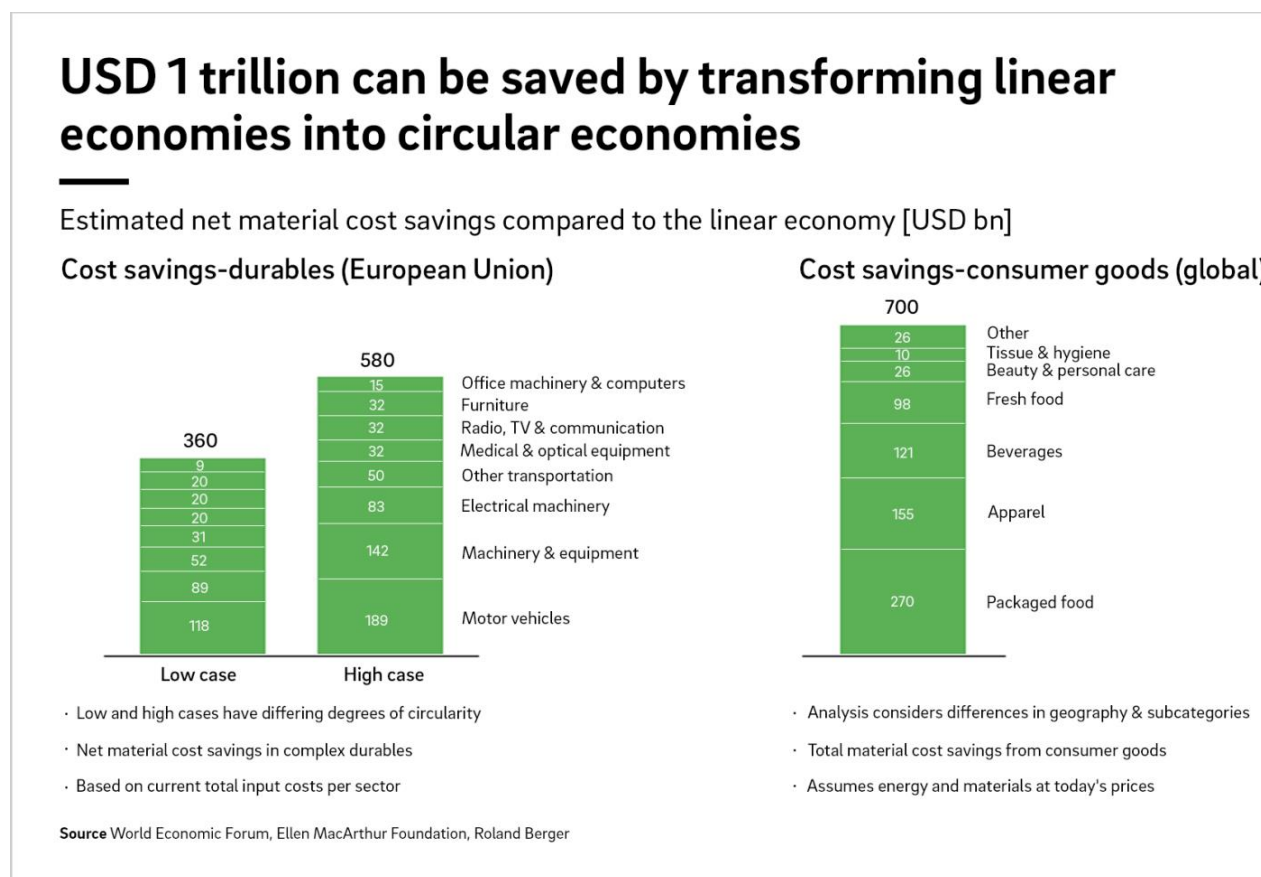 USD 1 trillion can be saved by transforming linear
economies into circular economies
Estimated net material cost savings compared to the linear economy [USD bn]
Cost savings-durables (European Union)
360
9
20
20
20
31
52
89
118
Low case
580
15
32
32
32
50
83
142
189
High case
Office machinery & computers
Furniture
Radio, TV & communication
Medical & optical equipment
Other transportation
Electrical machinery
Machinery & equipment
Motor vehicles
· Low and high cases have differing degrees of circularity
· Net material cost savings in complex durables
· Based on current total input costs per sector
Cost savings-consumer goods (global)
700
26
10
26
98
121
155
270
Other
Tissue & hygiene
Beauty & personal care
Fresh food
Beverages
Apparel
Packaged food
· Analysis considers differences in geography & subcategories
· Total material cost savings from consumer goods
· Assumes energy and materials at today's prices
Source World Economic Forum, Ellen MacArthur Foundation, Roland Berger